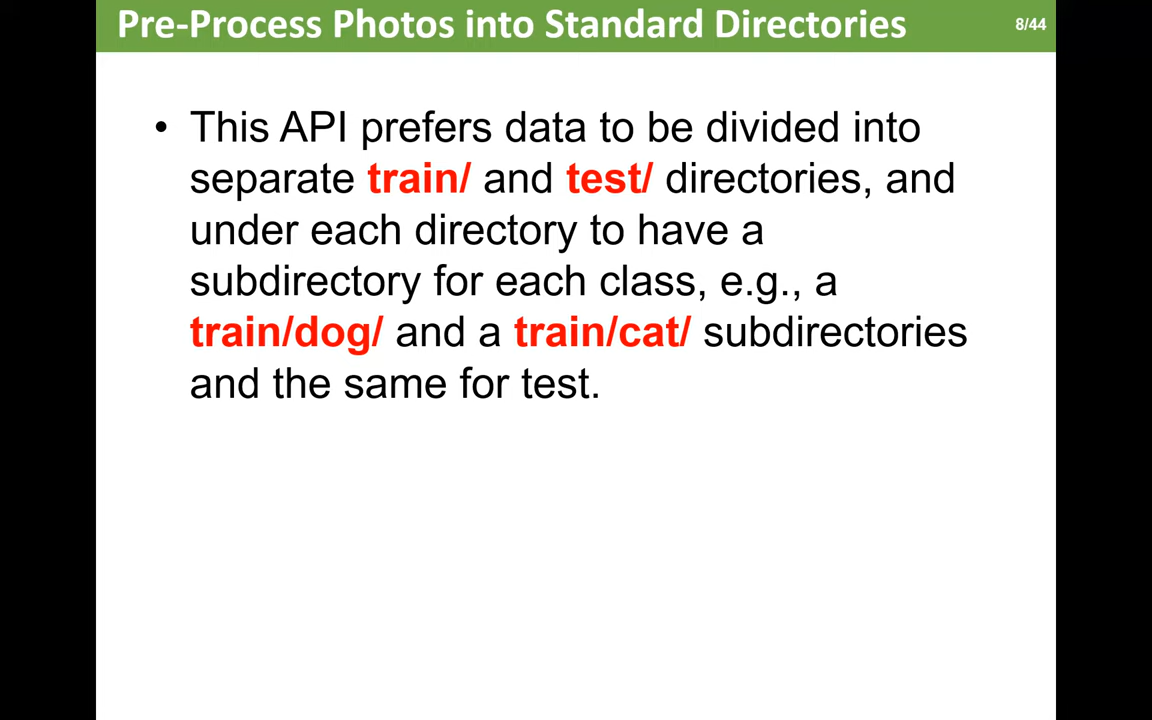 Pre-Process Photos into Standard Directories
8/44
• This API prefers data to be divided into
separate train/ and test/ directories, and
under each directory to have a
subdirectory for each class, e.g., a
train/dog/ and a train/cat/ subdirectories
and the same for test.